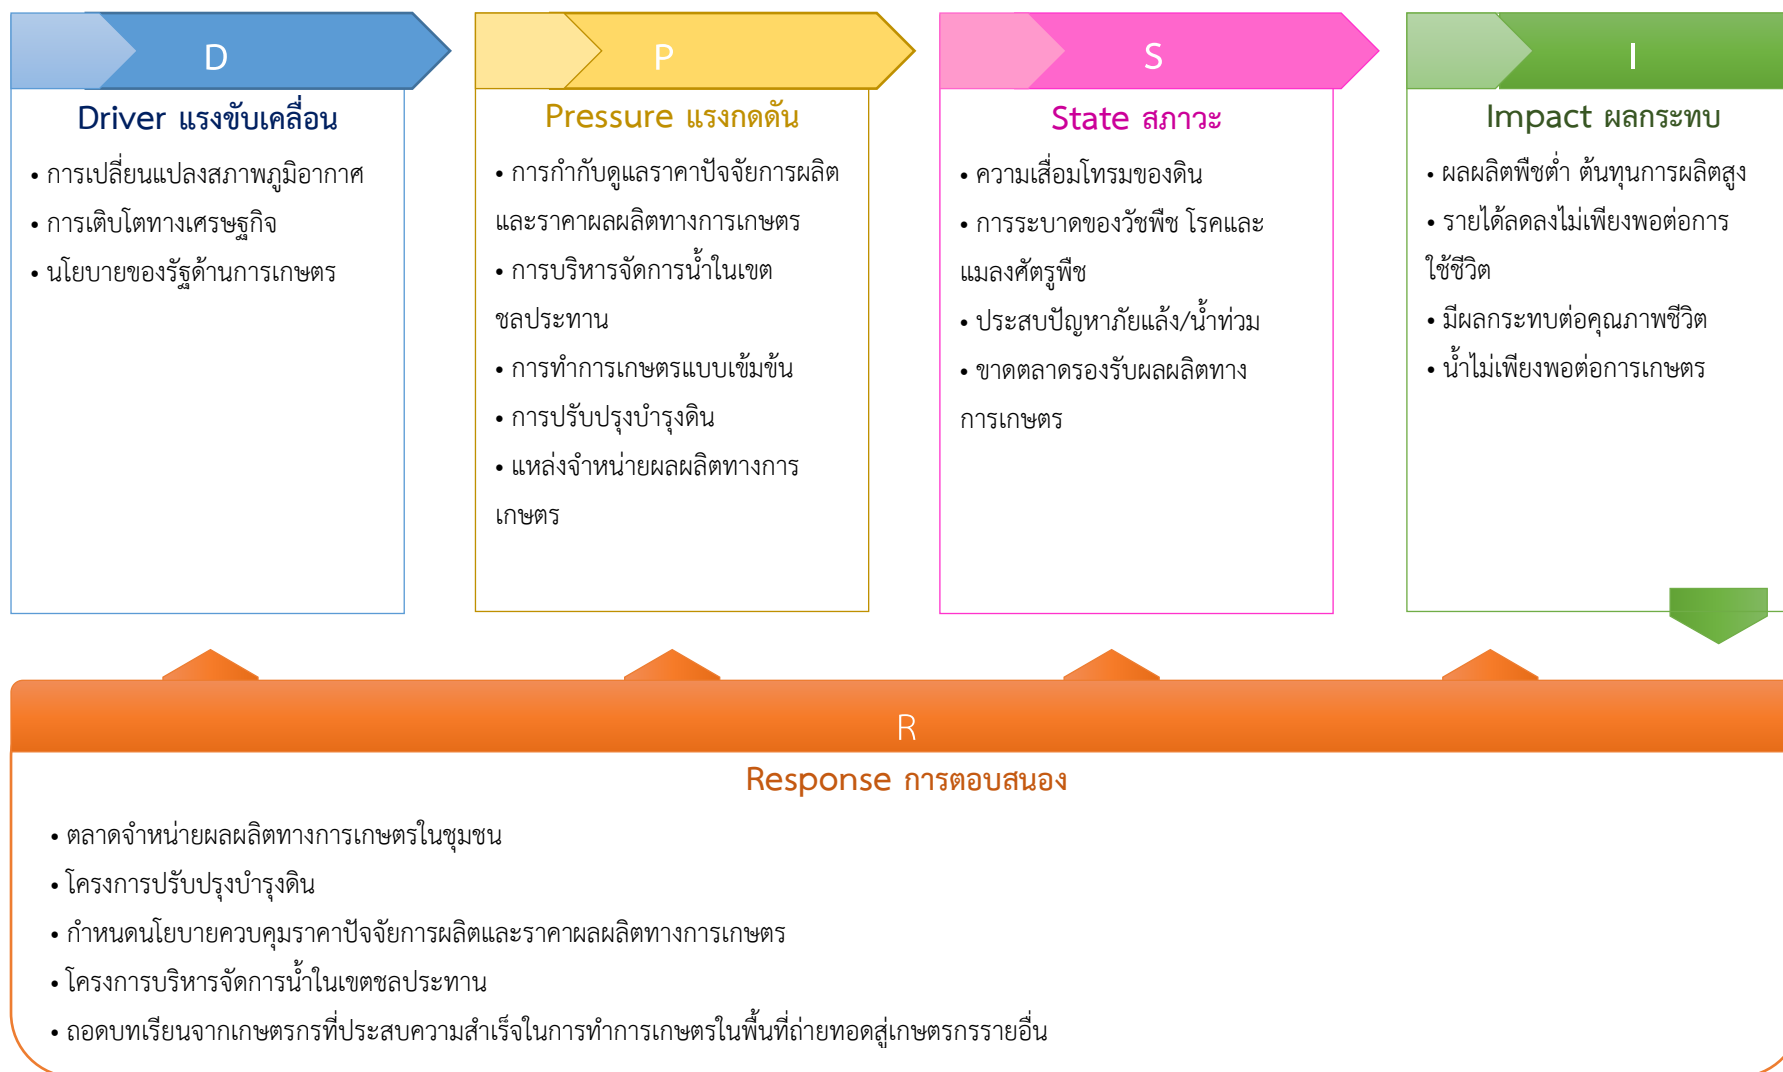 D
Driver แรงขับเคลื่อน
• การเปลี่ยนแปลงสภาพภูมิอากาศ
• การเติบโตทางเศรษฐกิจ
• นโยบายของรัฐด้านการเกษตร
P
Pressure แรงกดดัน
• การกำกับดูแลราคาปัจจัยการผลิต
และราคาผลผลิตทางการเกษตร
• การบริหารจัดการน้ำในเขต
ชลประทาน
• การทำการเกษตรแบบเข้มข้น
• การปรับปรุงบำรุงดิน
• แหล่งจำหน่ายผลผลิตทางการ
เกษตร
S
State สภาวะ
• ความเสื่อมโทรมของดิน
• การระบาดของวัชพืช โรคและ
แมลงศัตรูพืช
• ประสบปัญหาภัยแล้ง/น้ำท่วม
• ขาดตลาดรองรับผลผลิตทาง
การเกษตร
I
Impact ผลกระทบ
• ผลผลิตพืชต่ำ ต้นทุนการผลิตสูง
• รายได้ลดลงไม่เพียงพอต่อการ
ใช้ชีวิต
• มีผลกระทบต่อคุณภาพชีวิต
• น้ำไม่เพียงพอต่อการเกษตร
R
Response การตอบสนอง
• ตลาดจำหน่ายผลผลิตทางการเกษตรในชุมชน
• โครงการปรับปรุงบำรุงดิน
• กำหนดนโยบายควบคุมราคาปัจจัยการผลิตและราคาผลผลิตทางการเกษตร
• โครงการบริหารจัดการน้ำในเขตชลประทาน
• ถอดบทเรียนจากเกษตรกรที่ประสบความสำเร็จในการทำการเกษตรในพื้นที่ถ่ายทอดสู่เกษตรกรรายอื่น